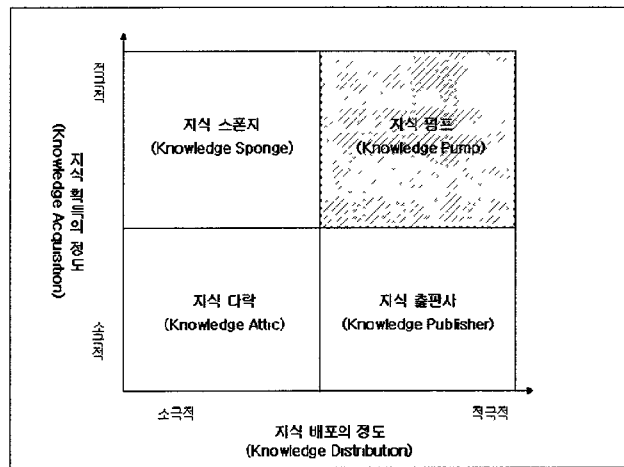 적극적
지식 스폰지
(Knowledge Sponge)
지식 펌프
(Knowledge Pump)
지식 획득의 정도
(Knowledge Acquisition)
지식 다락
(Knowledge Attic)
지식 출판사
(Knowledge Publisher)
소극적
소극적
적극적
지식 배포의 정도
(Knowledge Distribution)